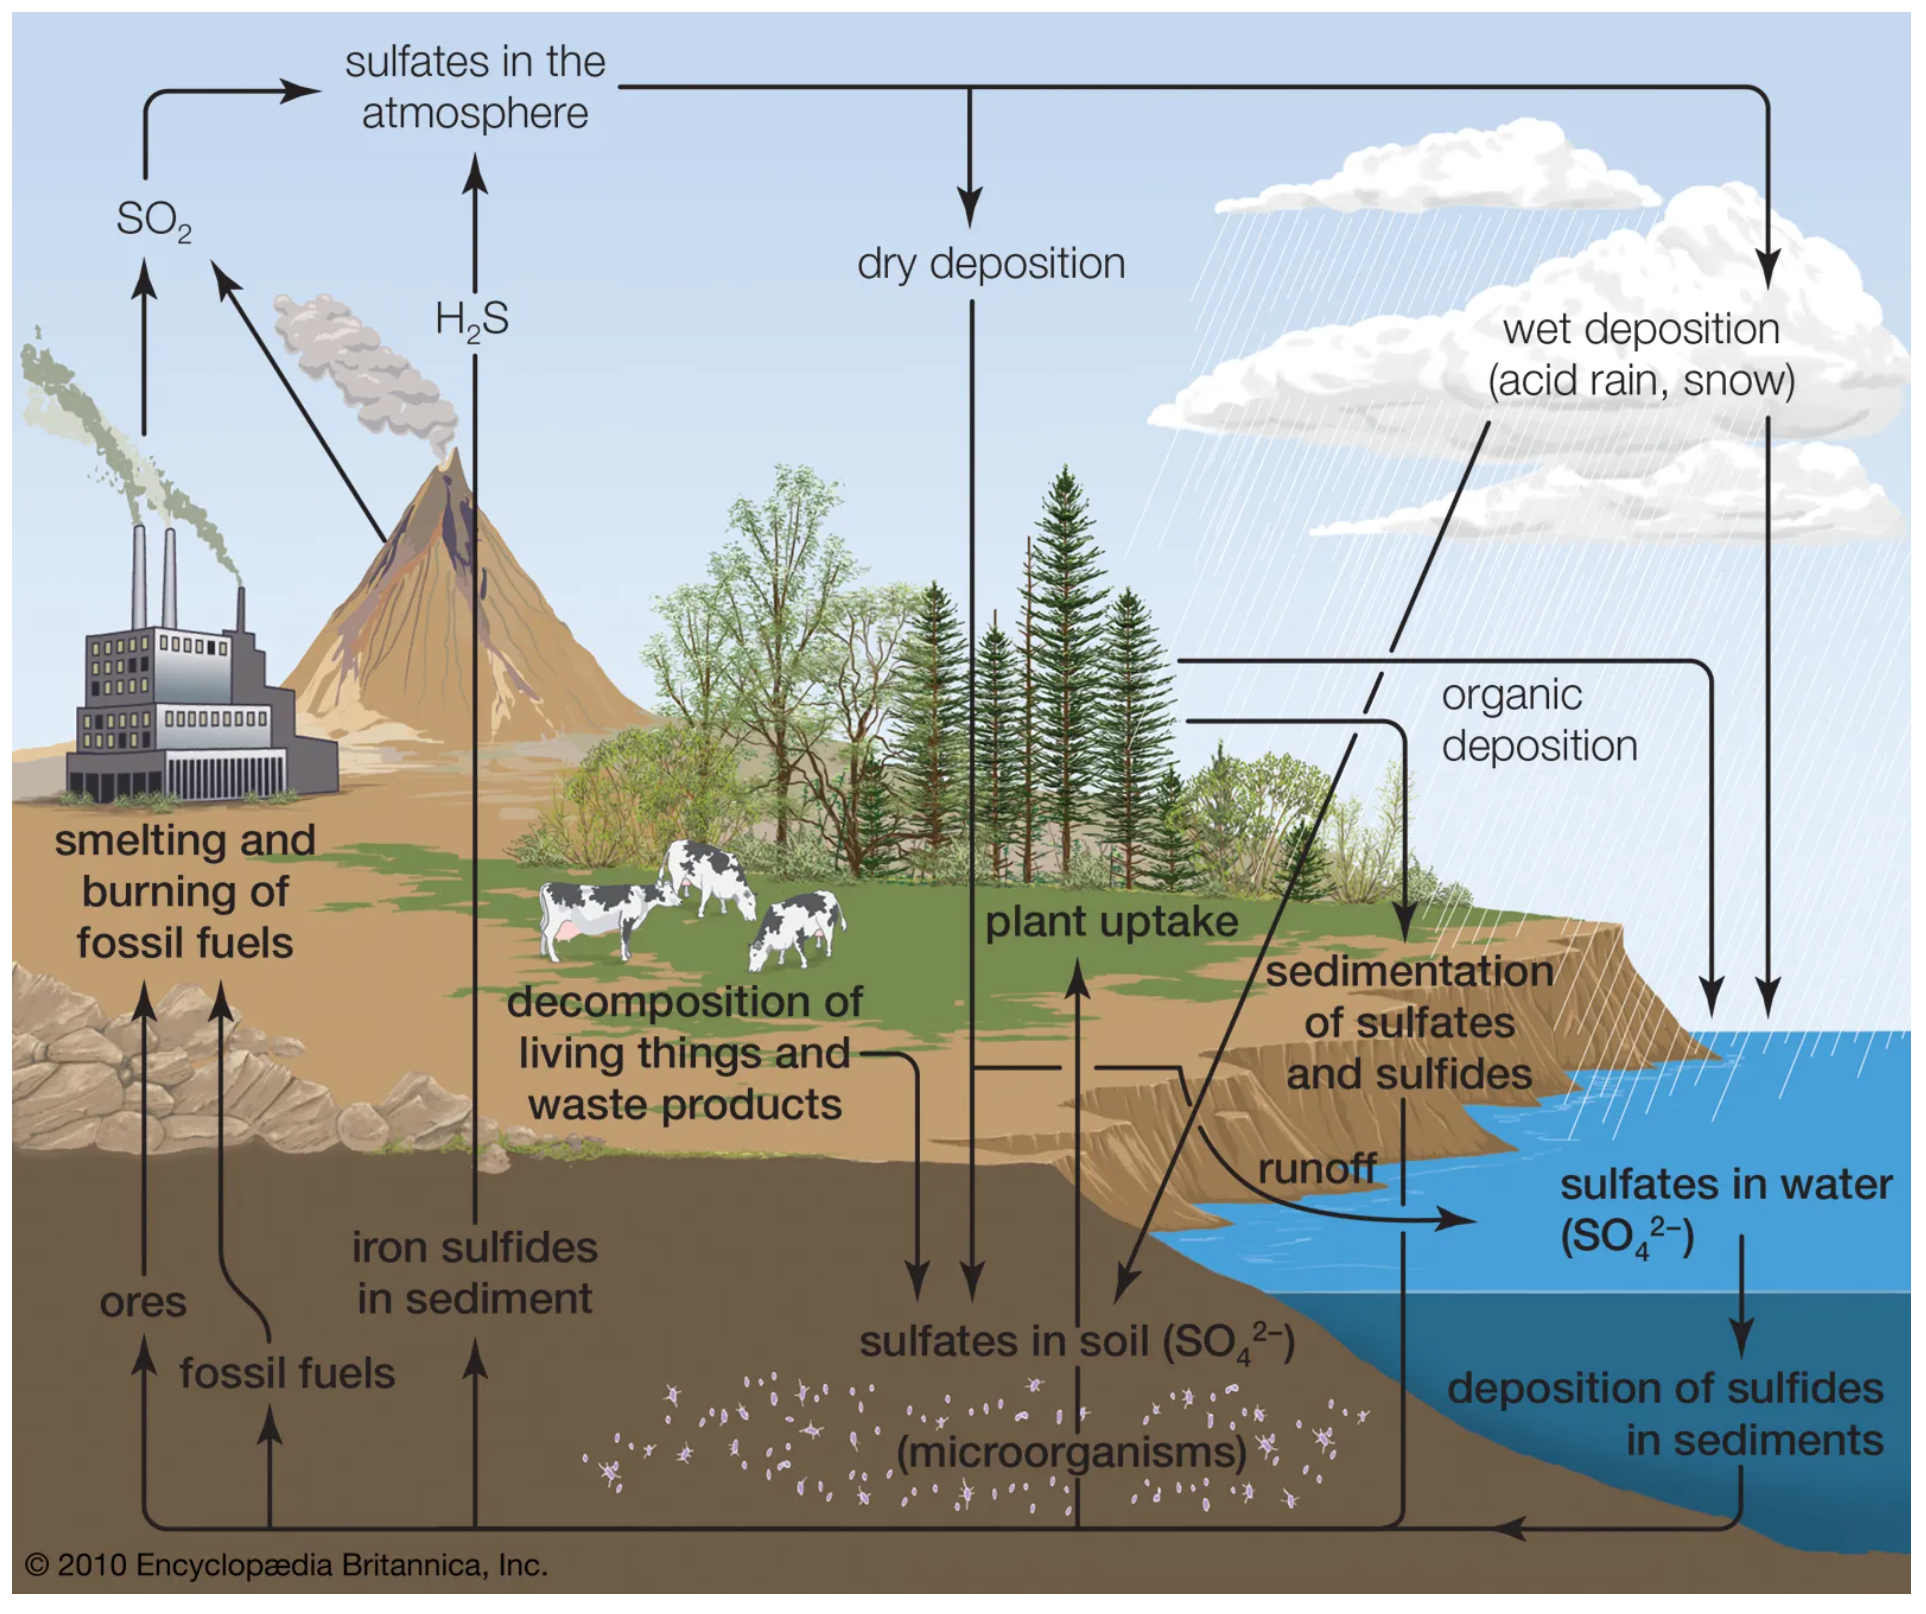 sulfates in the
atmosphere
SO₂
H₂S
dry deposition
wet deposition
(acid rain, snow)
organic
deposition
smelting and
burning of
fossil fuels
plant uptake
decomposition of
living things and
waste products
sedimentation
of sulfates
and sulfides
runoff
sulfates in water
(SO₄²⁻)
iron sulfides
in sediment
ores
fossil fuels
sulfates in soil (SO₄²⁻)
(microorganisms)
deposition of sulfides
in sediments
© 2010 Encyclopædia Britannica, Inc.